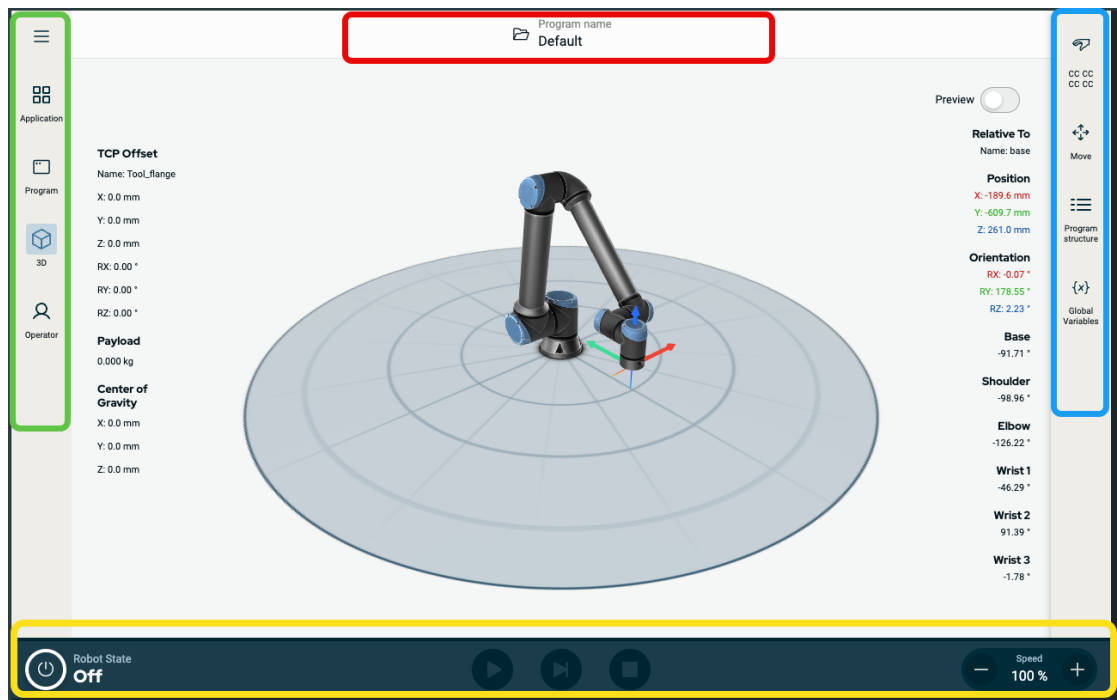 Program name
Default
Application
Program
3D
Operator
TCP Offset
Name: Tool_flange
X: 0.0 mm
Y: 0.0 mm
Z: 0.0 mm
RX: 0.00 °
RY: 0.00 °
RZ: 0.00 °
Payload
0.000 kg
Center of
Gravity
X: 0.0 mm
Y: 0.0 mm
Z: 0.0 mm
Preview
Relative To
Name: base
Position
X: -189.6 mm
Y: -609.7 mm
Z: 261.0 mm
Orientation
RX: -0.07 °
RY: 178.55 °
RZ: 2.23 °
Base
-91.71 °
Shoulder
-98.96 °
Elbow
-126.22 °
Wrist 1
-46.29 °
Wrist 2
91.39 °
Wrist 3
-1.78 °
CC CC
CC CC
Move
Program
structure
{x}
Global
Variables
Robot State
Off
Speed
100 %